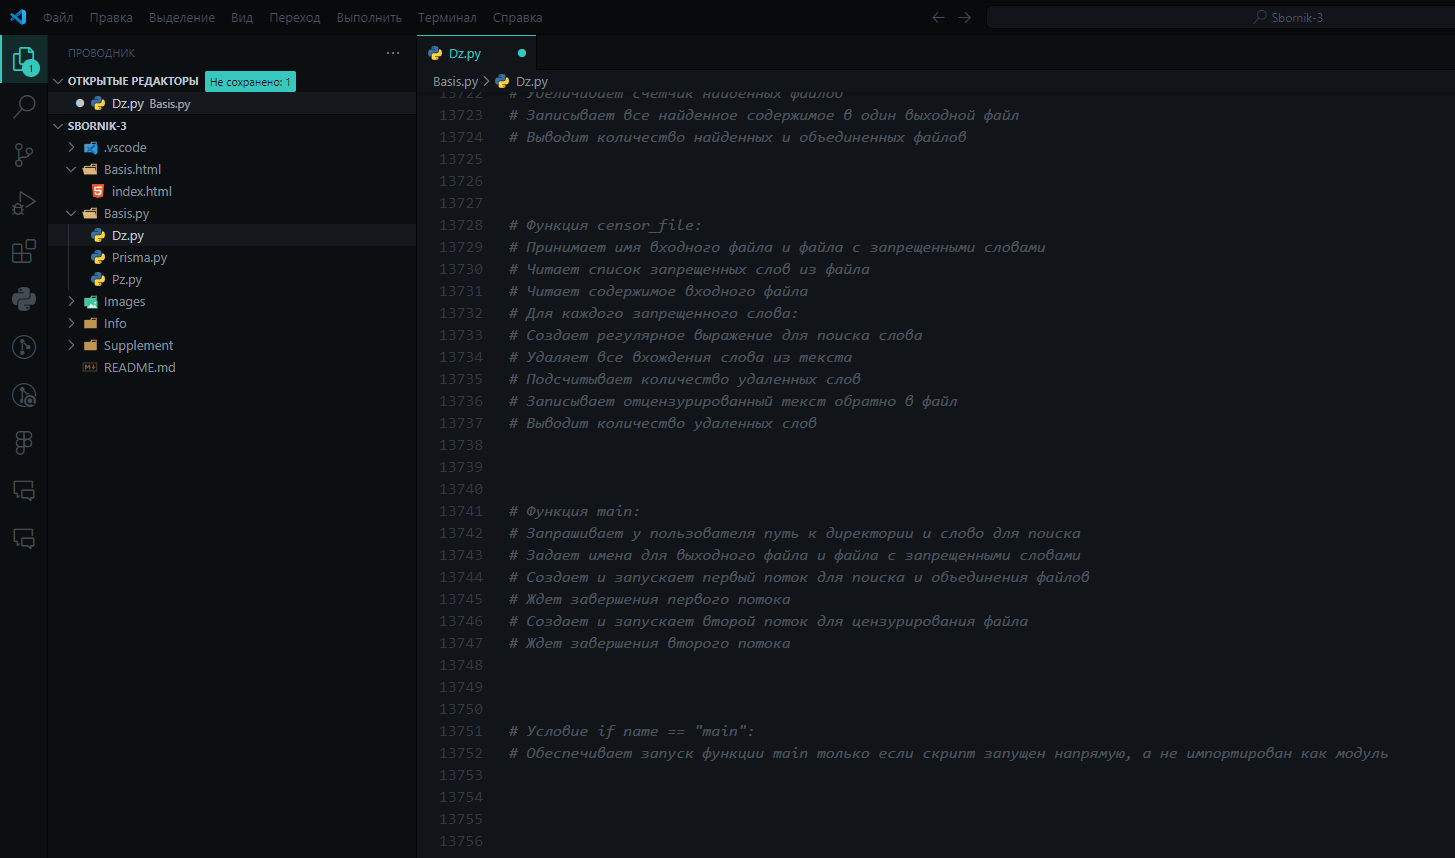 Файл Правка Выделение Вид Переход Выполнить Терминал Справка
Sbornik-3
ПРОВОДНИК
ОТКРЫТЫЕ РЕДАКТОРЫ Не сохранено: 1
Dz.py Basis.py
SBORNIK-3
.vscode
Basis.html
index.html
Basis.py
Dz.py
Prisma.py
Pz.py
Images
Info
Supplement
README.md
1
Dz.py
Basis.py > Dz.py
13722 # Увеличивает счетчик найденных файлов
13723 # Записывает все найденное содержимое в один выходной файл
13724 # Выводит количество найденных и объединенных файлов
13725
13726
13727
13728 # Функция censor_file:
13729 # Принимает имя входного файла и файла с запрещенными словами
13730 # Читает список запрещенных слов из файла
13731 # Читает содержимое входного файла
13732 # Для каждого запрещенного слова:
13733 # Создает регулярное выражение для поиска слова
13734 # Удаляет все вхождения слова из текста
13735 # Подсчитывает количество удаленных слов
13736 # Записывает отцензурированный текст обратно в файл
13737 # Выводит количество удаленных слов
13738
13739
13740
13741 # Функция main:
13742 # Запрашивает у пользователя путь к директории и слово для поиска
13743 # Задает имена для выходного файла и файла с запрещенными словами
13744 # Создает и запускает первый поток для поиска и объединения файлов
13745 # Ждет завершения первого потока
13746 # Создает и запускает второй поток для цензурирования файла
13747 # Ждет завершения второго потока
13748
13749
13750
13751 # Условие if name == "main":
13752 # Обеспечивает запуск функции main только если скрипт запущен напрямую, а не импортирован как модуль
13753
13754
13755
13756